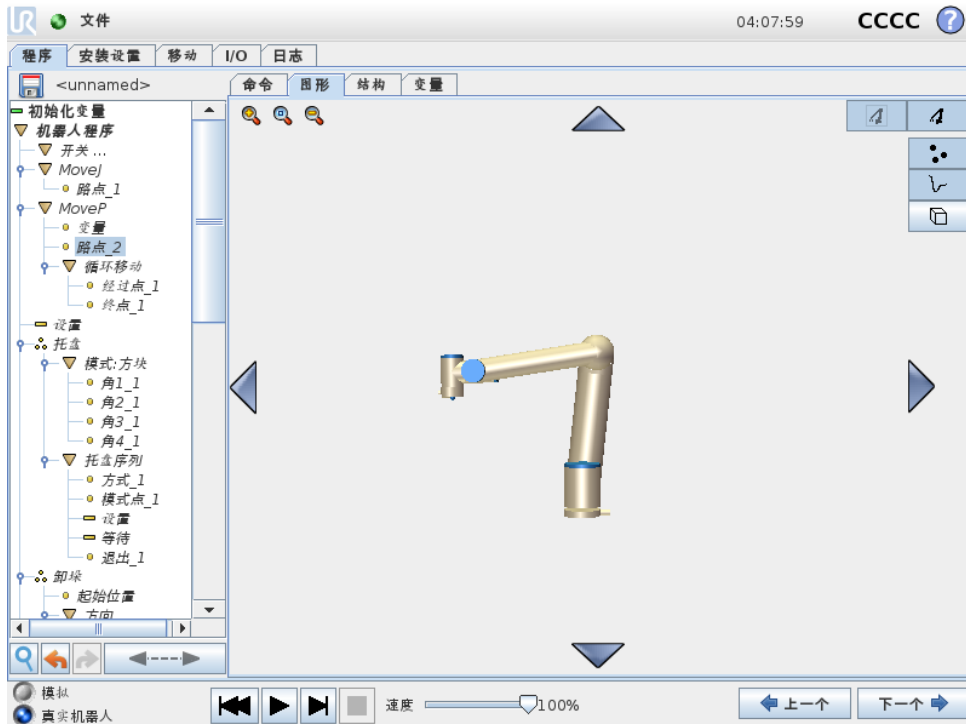 UR 文件 04:07:59 CCCC ?
程序 安装设置 移动 I/O 日志
<unnamed> 命令 图形 结构 变量
初始化变量
机器人程序
开关 ...
MoveJ
路点_1
MoveP
变量
路点_2
循环移动
经过点_1
终点_1
设置
托盘
模式:方块
角1_1
角2_1
角3_1
角4_1
托盘序列
方式_1
模式点_1
设置
等待
退出_1
卸垛
起始位置
方向
模拟
真实机器人
速度 100%
上一个 下一个